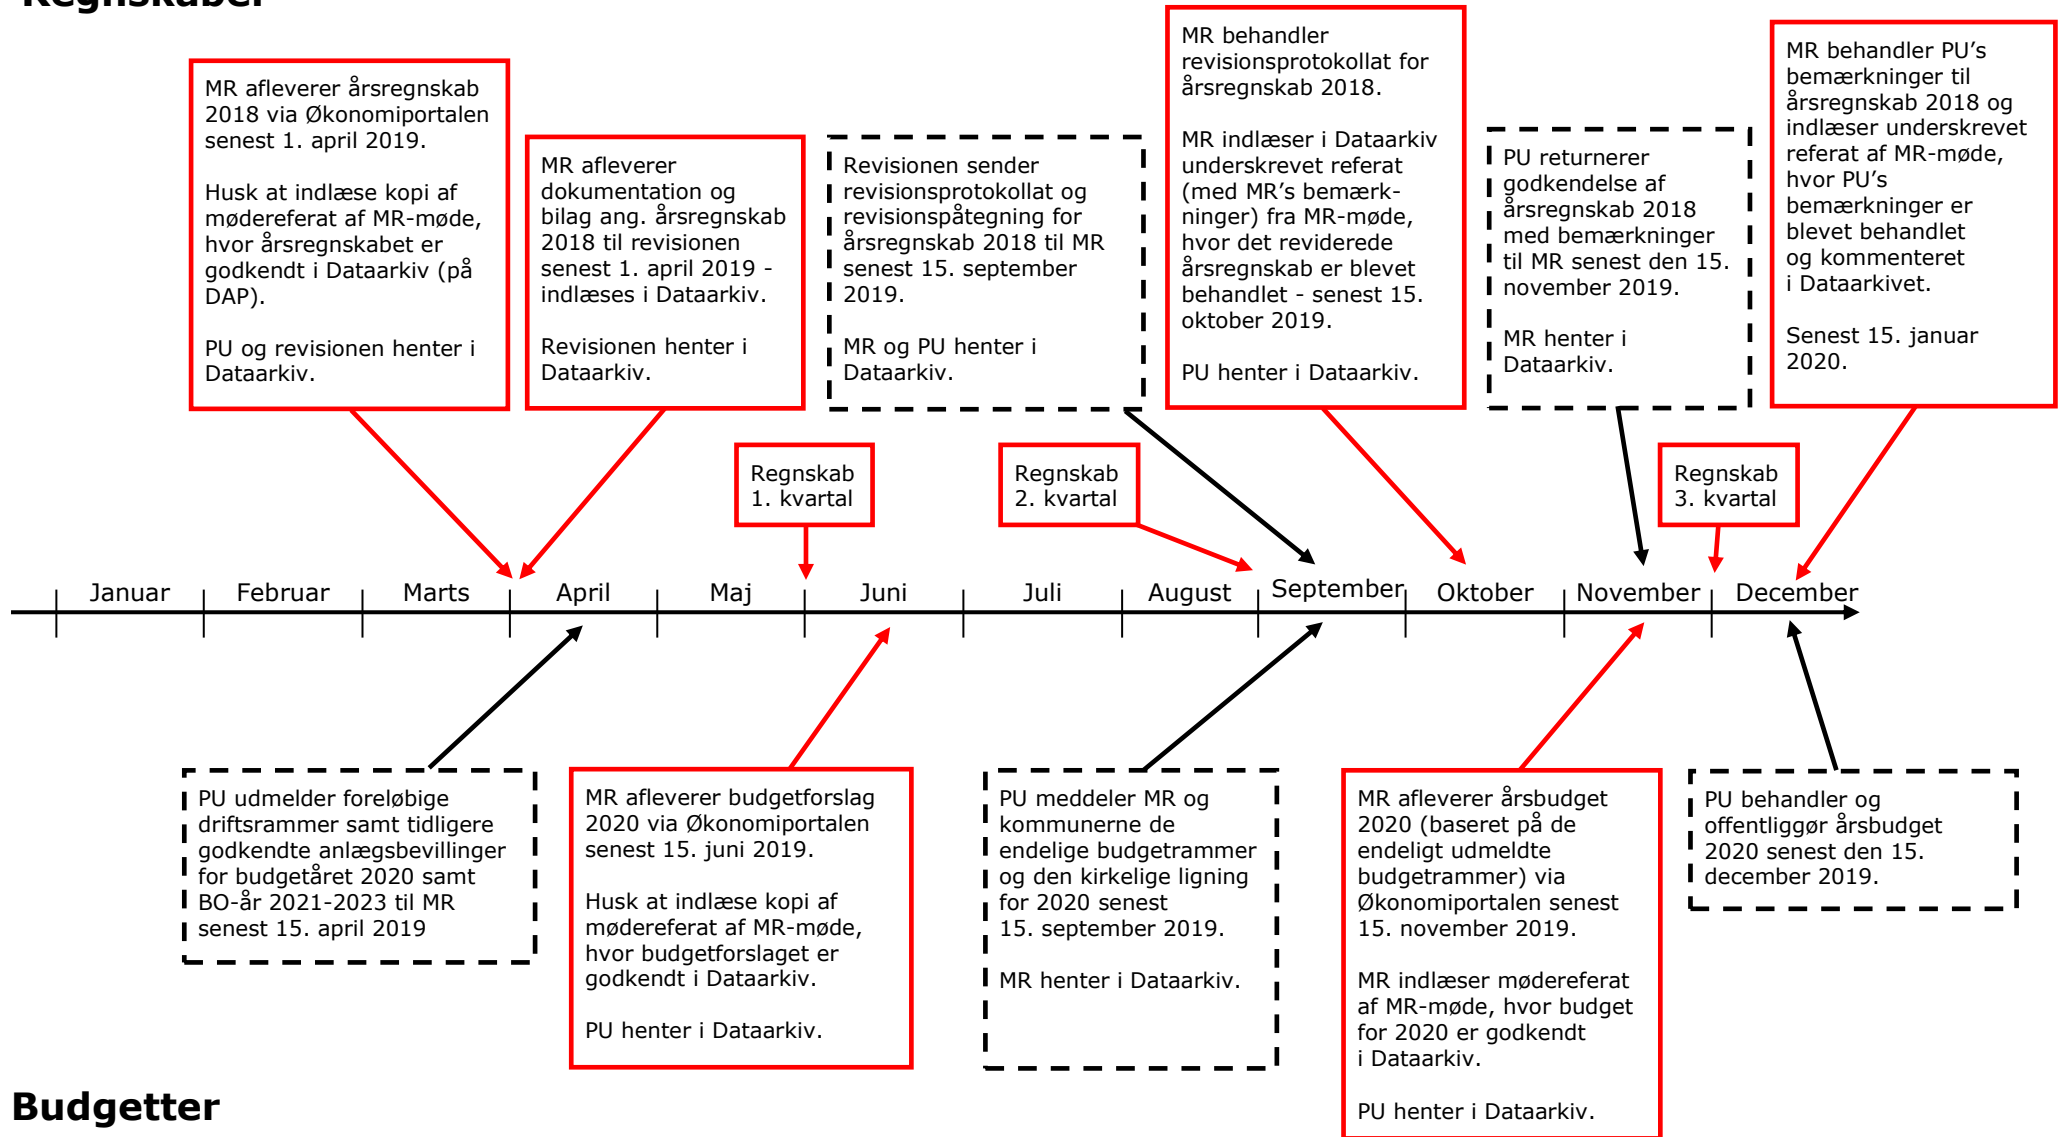 Regnskaber
MR afleverer årsregnskab
2018 via Økonomiportalen
senest 1. april 2019.
Husk at indlæse kopi af
mødereferat af MR-møde,
hvor årsregnskabet er
godkendt i Dataarkiv (på
DAP).
PU og revisionen henter i
Dataarkiv.
MR afleverer
dokumentation og
bilag ang. årsregnskab
2018 til revisionen
senest 1. april 2019 -
indlæses i Dataarkiv.
Revisionen henter i
Dataarkiv.
Revisionen sender
revisionsprotokollat og
revisionspåtegning for
årsregnskab 2018 til MR
senest 15. september
2019.
MR og PU henter i
Dataarkiv.
MR behandler
revisionsprotokollat for
årsregnskab 2018.
MR indlæser i Dataarkiv
underskrevet referat
(med MR's bemærk-
ninger) fra MR-møde,
hvor det reviderede
årsregnskab er blevet
behandlet - senest 15.
oktober 2019.
PU henter i Dataarkiv.
PU returnerer
godkendelse af
årsregnskab 2018
med bemærkninger
til MR senest den 15.
november 2019.
MR henter i
Dataarkiv.
MR behandler PU's
bemærkninger til
årsregnskab 2018 og
indlæser underskrevet
referat af MR-møde,
hvor PU's
bemærkninger er
blevet behandlet
og kommenteret
i Dataarkivet.
Senest 15. januar
2020.
Regnskab
1. kvartal
Regnskab
2. kvartal
Regnskab
3. kvartal
Januar Februar Marts April Maj Juni Juli August September Oktober November December
PU udmelder foreløbige
driftsrammer samt tidligere
godkendte anlægsbevillinger
for budgetåret 2020 samt
BO-år 2021-2023 til MR
senest 15. april 2019
MR afleverer budgetforslag
2020 via Økonomiportalen
senest 15. juni 2019.
Husk at indlæse kopi af
mødereferat af MR-møde,
hvor budgetforslaget er
godkendt i Dataarkiv.
PU henter i Dataarkiv.
PU meddeler MR og
kommunerne de
endelige budgetrammer
og den kirkelige ligning
for 2020 senest
15. september 2019.
MR henter i Dataarkiv.
MR afleverer årsbudget
2020 (baseret på de
endeligt udmeldte
budgetrammer) via
Økonomiportalen senest
15. november 2019.
MR indlæser mødereferat
af MR-møde, hvor budget
for 2020 er godkendt
i Dataarkiv.
PU henter i Dataarkiv.
PU behandler og
offentliggør årsbudget
2020 senest den 15.
december 2019.
Budgetter